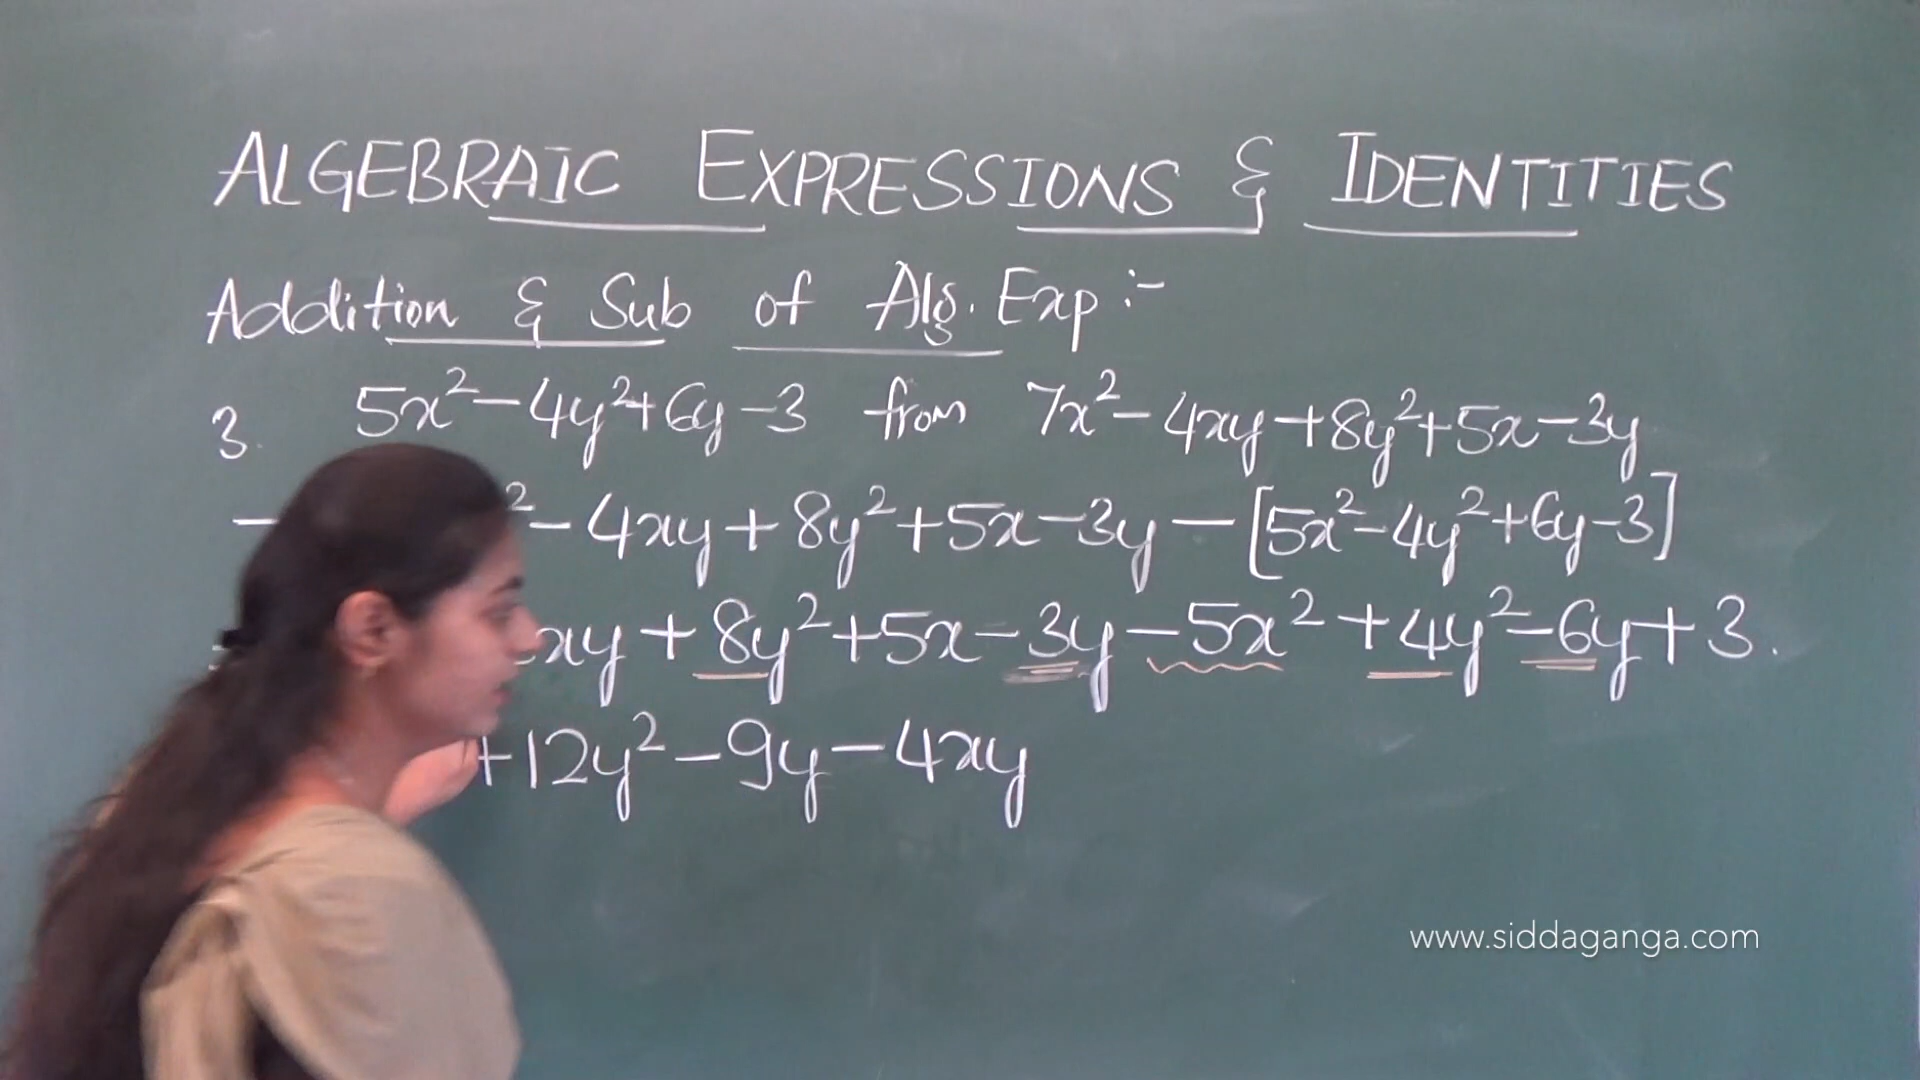 ALGEBRAIC EXPRESSIONS & IDENTITIES
Addition & Sub of Alg. Exp :-
3. 5x² - 4y² + 6y - 3 from 7x² - 4xy + 8y² + 5x - 3y
² - 4xy + 8y² + 5x - 3y - [5x² - 4y² + 6y - 3]
xy + 8y² + 5x - 3y - 5x² + 4y² - 6y + 3.
+ 12y² - 9y - 4xy
www.siddaganga.com